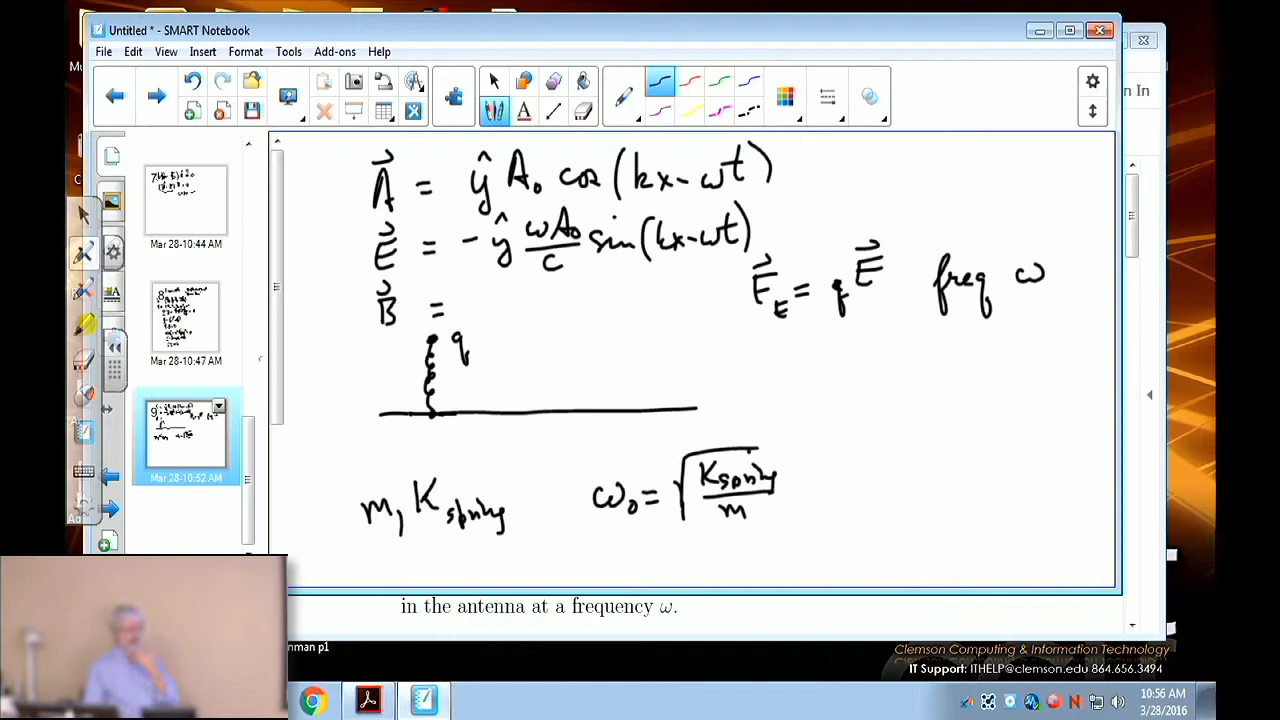 Untitled * - SMART Notebook
File Edit View Insert Format Tools Add-ons Help
n In
Mar 28-10:44 AM
Mar 28-10:47 AM
Mar 28-10:52 AM
A⃗ = ŷ A₀ cos(kx-ωt)
E⃗ = -ŷ ωA₀/c sin(kx-ωt)
F⃗_E = qE⃗ freq ω
B⃗ =
q
m, K_spring ω₀ = √(K_spring/m)
in the antenna at a frequency ω.
nman p1
Clemson Computing & Information Technology
IT Support: ITHELP@clemson.edu 864.656.3494
10:56 AM
3/28/2016